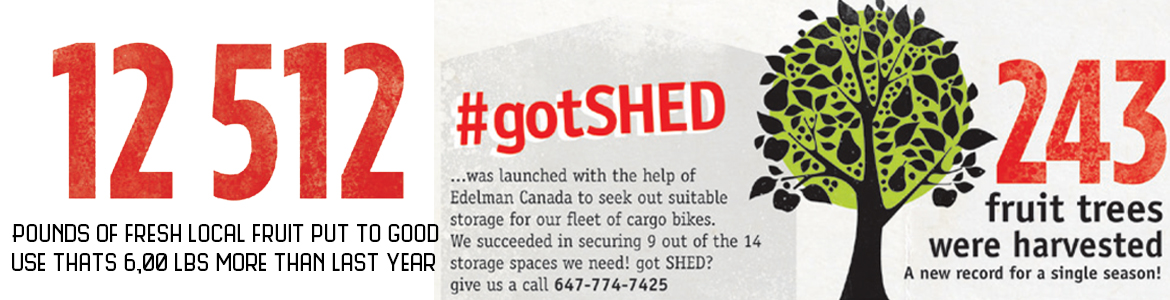 12 512
POUNDS OF FRESH LOCAL FRUIT PUT TO GOOD
USE THATS 6,00 LBS MORE THAN LAST YEAR
#gotSHED
...was launched with the help of
Edelman Canada to seek out suitable
storage for our fleet of cargo bikes.
We succeeded in securing 9 out of the 14
storage spaces we need! got SHED?
give us a call 647-774-7425
243
fruit trees
were harvested
A new record for a single season!